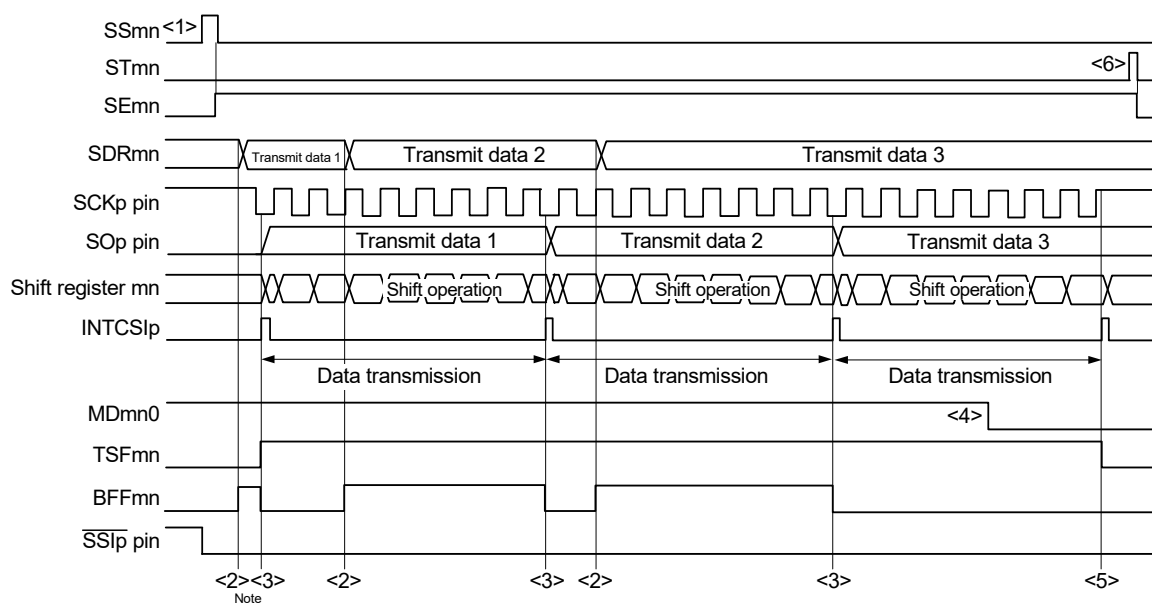 SSmn <1>
STmn <6>
SEmn
SDRmn Transmit data 1 Transmit data 2 Transmit data 3
SCKp pin
SOp pin Transmit data 1 Transmit data 2 Transmit data 3
Shift register mn Shift operation Shift operation Shift operation
INTCSIp
Data transmission Data transmission Data transmission
MDmn0 <4>
TSFmn
BFFmn
SSIp pin
<2> <3> <2> <3> <2> <3> <5>
Note